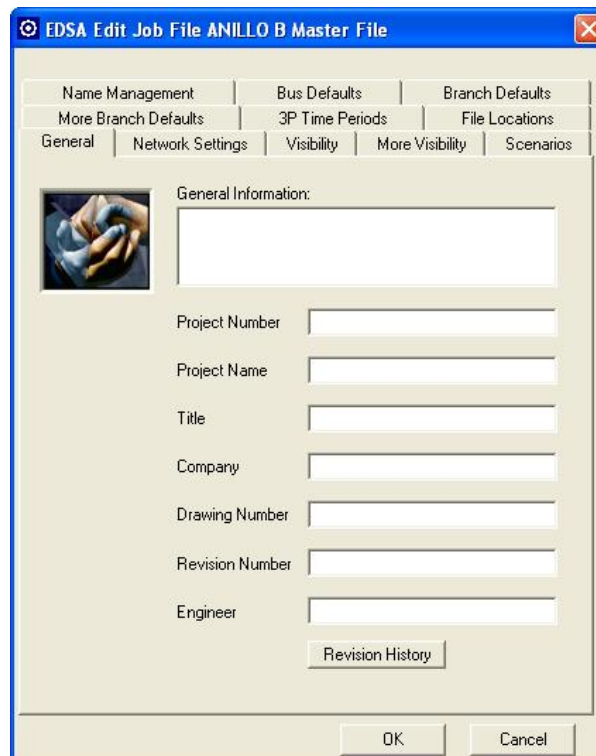 EDSA Edit Job File ANILLO B Master File
Name Management Bus Defaults Branch Defaults
More Branch Defaults 3P Time Periods File Locations
General Network Settings Visibility More Visibility Scenarios
General Information:
Project Number
Project Name
Title
Company
Drawing Number
Revision Number
Engineer
Revision History
OK Cancel